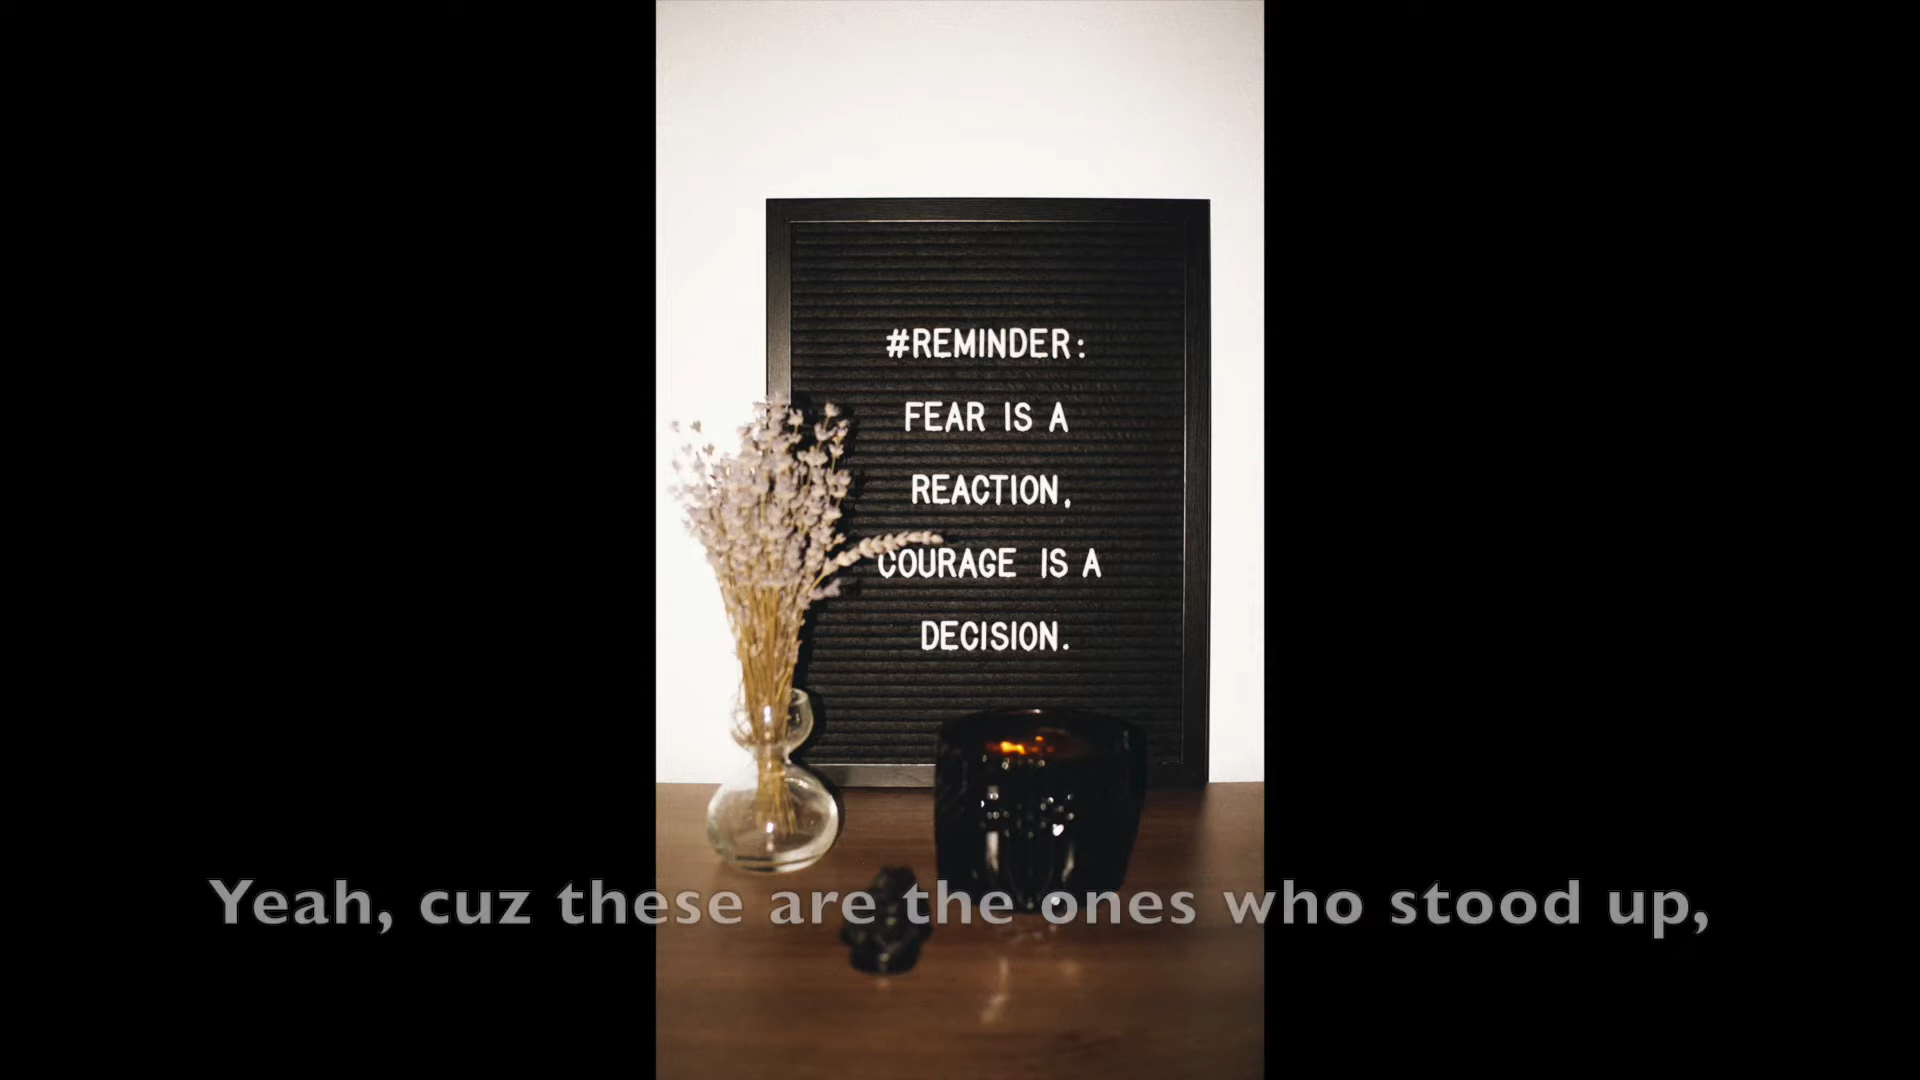 #REMINDER:
FEAR IS A
REACTION,
COURAGE IS A
DECISION.
Yeah, cuz these are the ones who stood up,